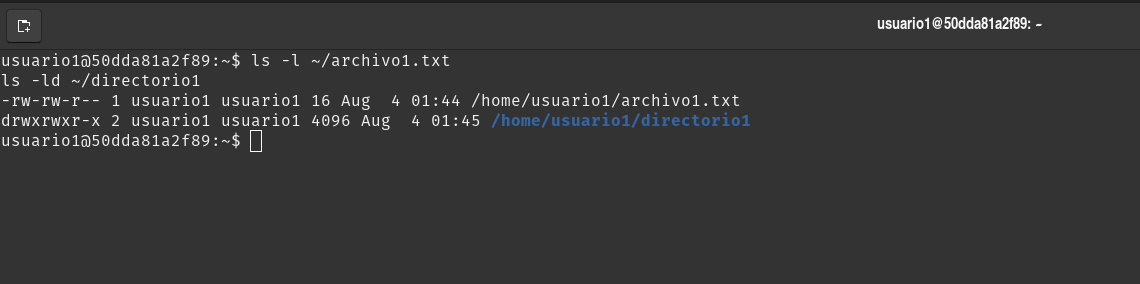 usuario1@50dda81a2f89: ~
usuario1@50dda81a2f89:~$ ls -l ~/archivo1.txt
ls -ld ~/directorio1
-rw-rw-r-- 1 usuario1 usuario1 16 Aug  4 01:44 /home/usuario1/archivo1.txt
drwxrwxr-x 2 usuario1 usuario1 4096 Aug  4 01:45 /home/usuario1/directorio1
usuario1@50dda81a2f89:~$